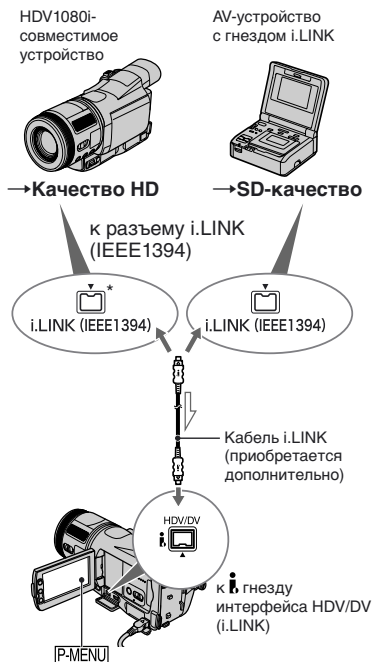 HDV1080i-
совместимое
устройство
AV-устройство
с гнездом i.LINK
→Качество HD
→SD-качество
к разъему i.LINK
(IEEE1394)
*
i.LINK (IEEE1394)
i.LINK (IEEE1394)
Кабель i.LINK
(приобретается
дополнительно)
HDV/DV
i
к i гнезду
интерфейса HDV/DV
(i.LINK)
P-MENU